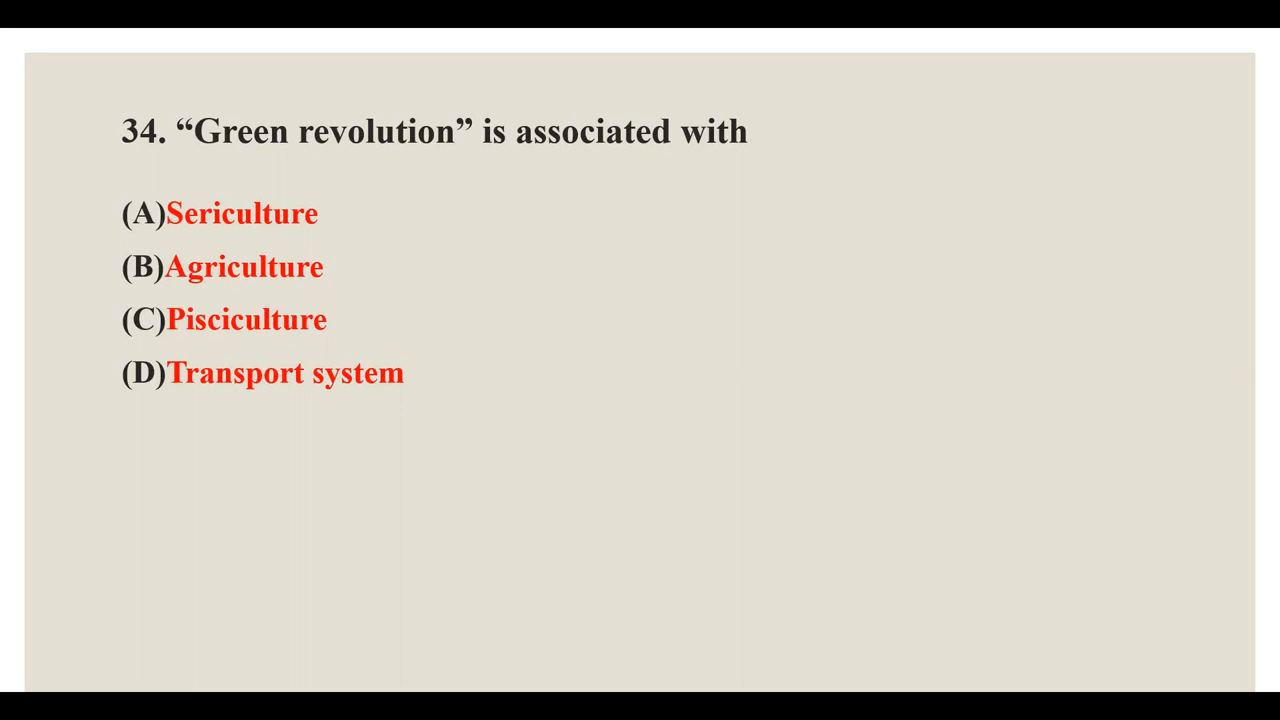 34. “Green revolution” is associated with
(A)Sericulture
(B)Agriculture
(C)Pisciculture
(D)Transport system